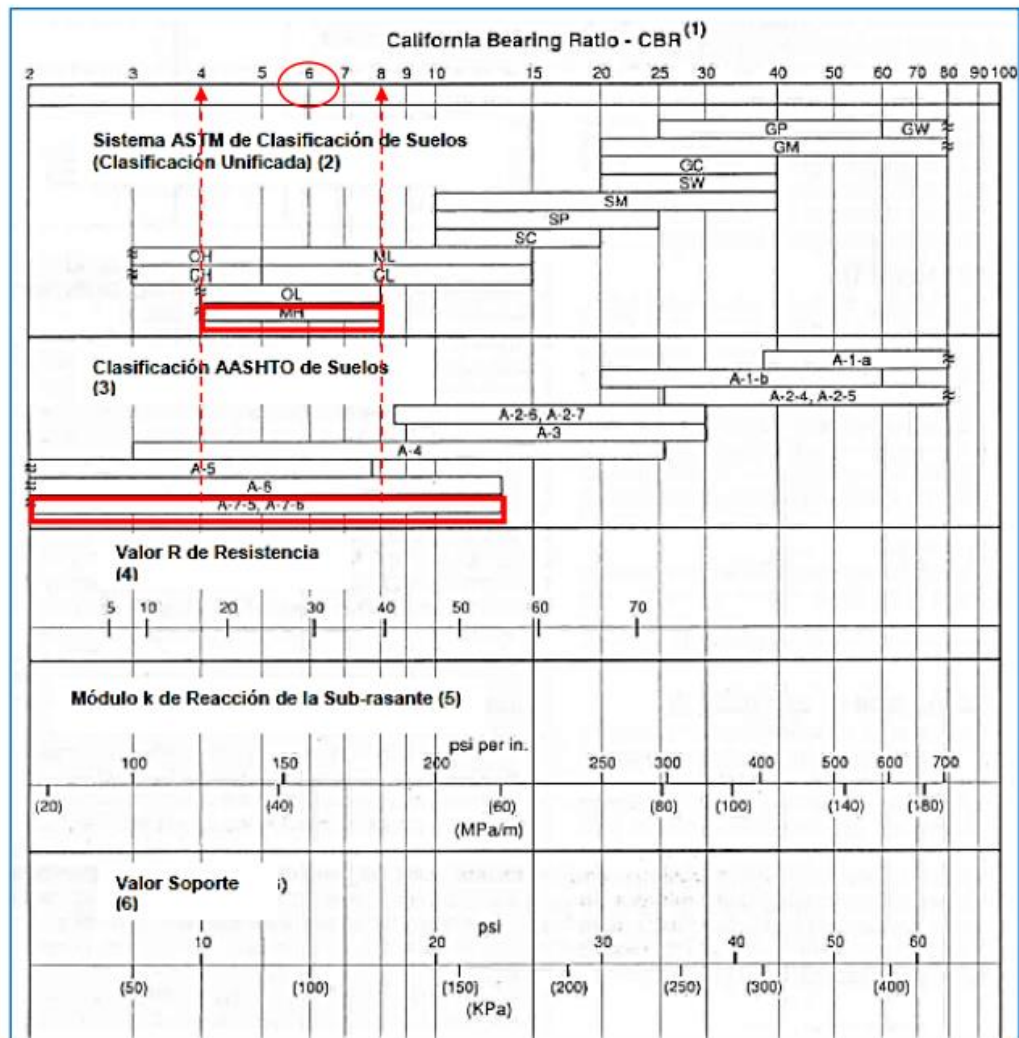 California Bearing Ratio - CBR(1)
2 3 4 5 6 7 8 9 10 15 20 25 30 40 50 60 70 80 90 100
Sistema ASTM de Clasificación de Suelos
(Clasificación Unificada) (2)
GP GW
GM
GC
SW
SM
SP
SC
OH ML
CH CL
OL
MH
Clasificación AASHTO de Suelos
(3)
A-1-a
A-1-b
A-2-4, A-2-5
A-2-6, A-2-7
A-3
A-4
A-5
A-6
A-7-5, A-7-6
Valor R de Resistencia
(4)
5 10 20 30 40 50 60 70
Módulo k de Reacción de la Sub-rasante (5)
psi per in.
100 150 200 250 300 400 500 600 700
(20) (40) (60) (80) (100) (140) (180)
(MPa/m)
Valor Soporte
(6)
psi
10 20 30 40 50 60
(50) (100) (150) (200) (250) (300) (400)
(KPa)